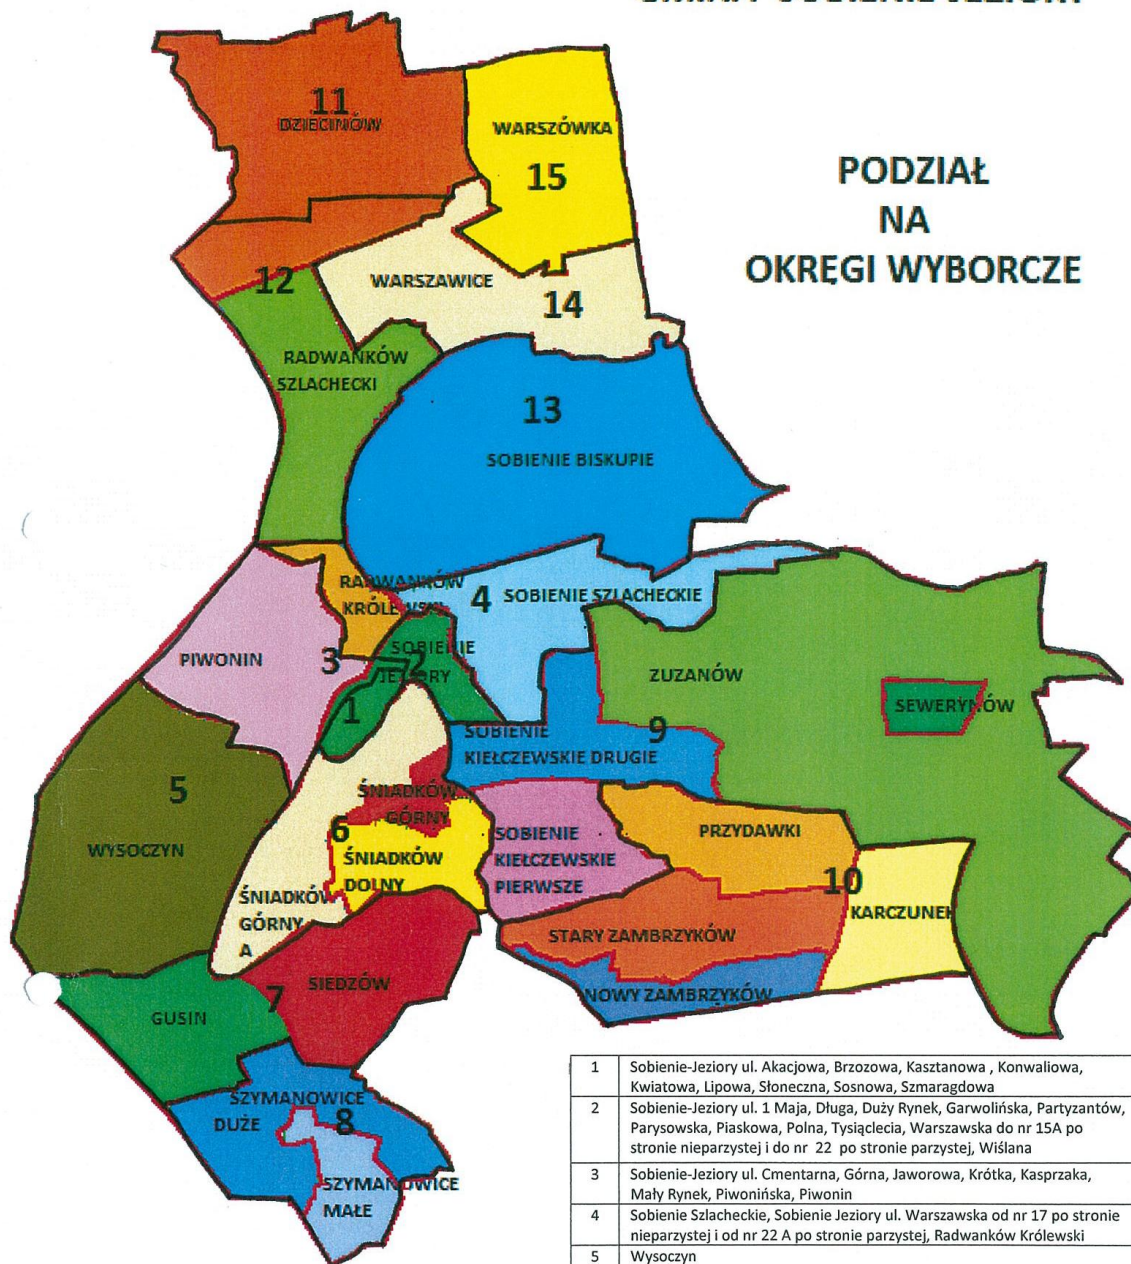 PODZIAŁ
NA
OKRĘGI WYBORCZE
11
DZIECINÓW
WARSZÓWKA
15
12
WARSZAWICE
14
RADWANKÓW
SZLACHECKI
13
SOBIENIE BISKUPIE
RADWANKÓW
KRÓLEWSKI
4 SOBIENIE SZLACHECKIE
PIWONIN
3
SOBIENIE
JEZIORY
2
1
ZUZANÓW
SEWERYNÓW
SOBIENIE
KIEŁCZEWSKIE DRUGIE
9
5
WYSOCZYN
ŚNIADKÓW
GÓRNY
6
ŚNIADKÓW
DOLNY
SOBIENIE
KIEŁCZEWSKIE
PIERWSZE
PRZYDAWKI
10
ŚNIADKÓW
GÓRNY
A
KARCZUNEK
STARY ZAMBRZYKÓW
NOWY ZAMBRZYKÓW
SIEDZÓW
7
GUSIN
SZYMANOWICE
DUŻE
8
SZYMANOWICE
MAŁE
1 Sobienie-Jeziory ul. Akacjowa, Brzozowa, Kasztanowa , Konwaliowa,
Kwiatowa, Lipowa, Słoneczna, Sosnowa, Szmaragdowa
2 Sobienie-Jeziory ul. 1 Maja, Długa, Duży Rynek, Garwolińska, Partyzantów,
Parysowska, Piaskowa, Polna, Tysiąclecia, Warszawska do nr 15A po
stronie nieparzystej i do nr 22 po stronie parzystej, Wiślana
3 Sobienie-Jeziory ul. Cmentarna, Górna, Jaworowa, Krótka, Kasprzaka,
Mały Rynek, Piwonińska, Piwonin
4 Sobienie Szlacheckie, Sobienie Jeziory ul. Warszawska od nr 17 po stronie
nieparzystej i od nr 22 A po stronie parzystej, Radwanków Królewski
5 Wysoczyn